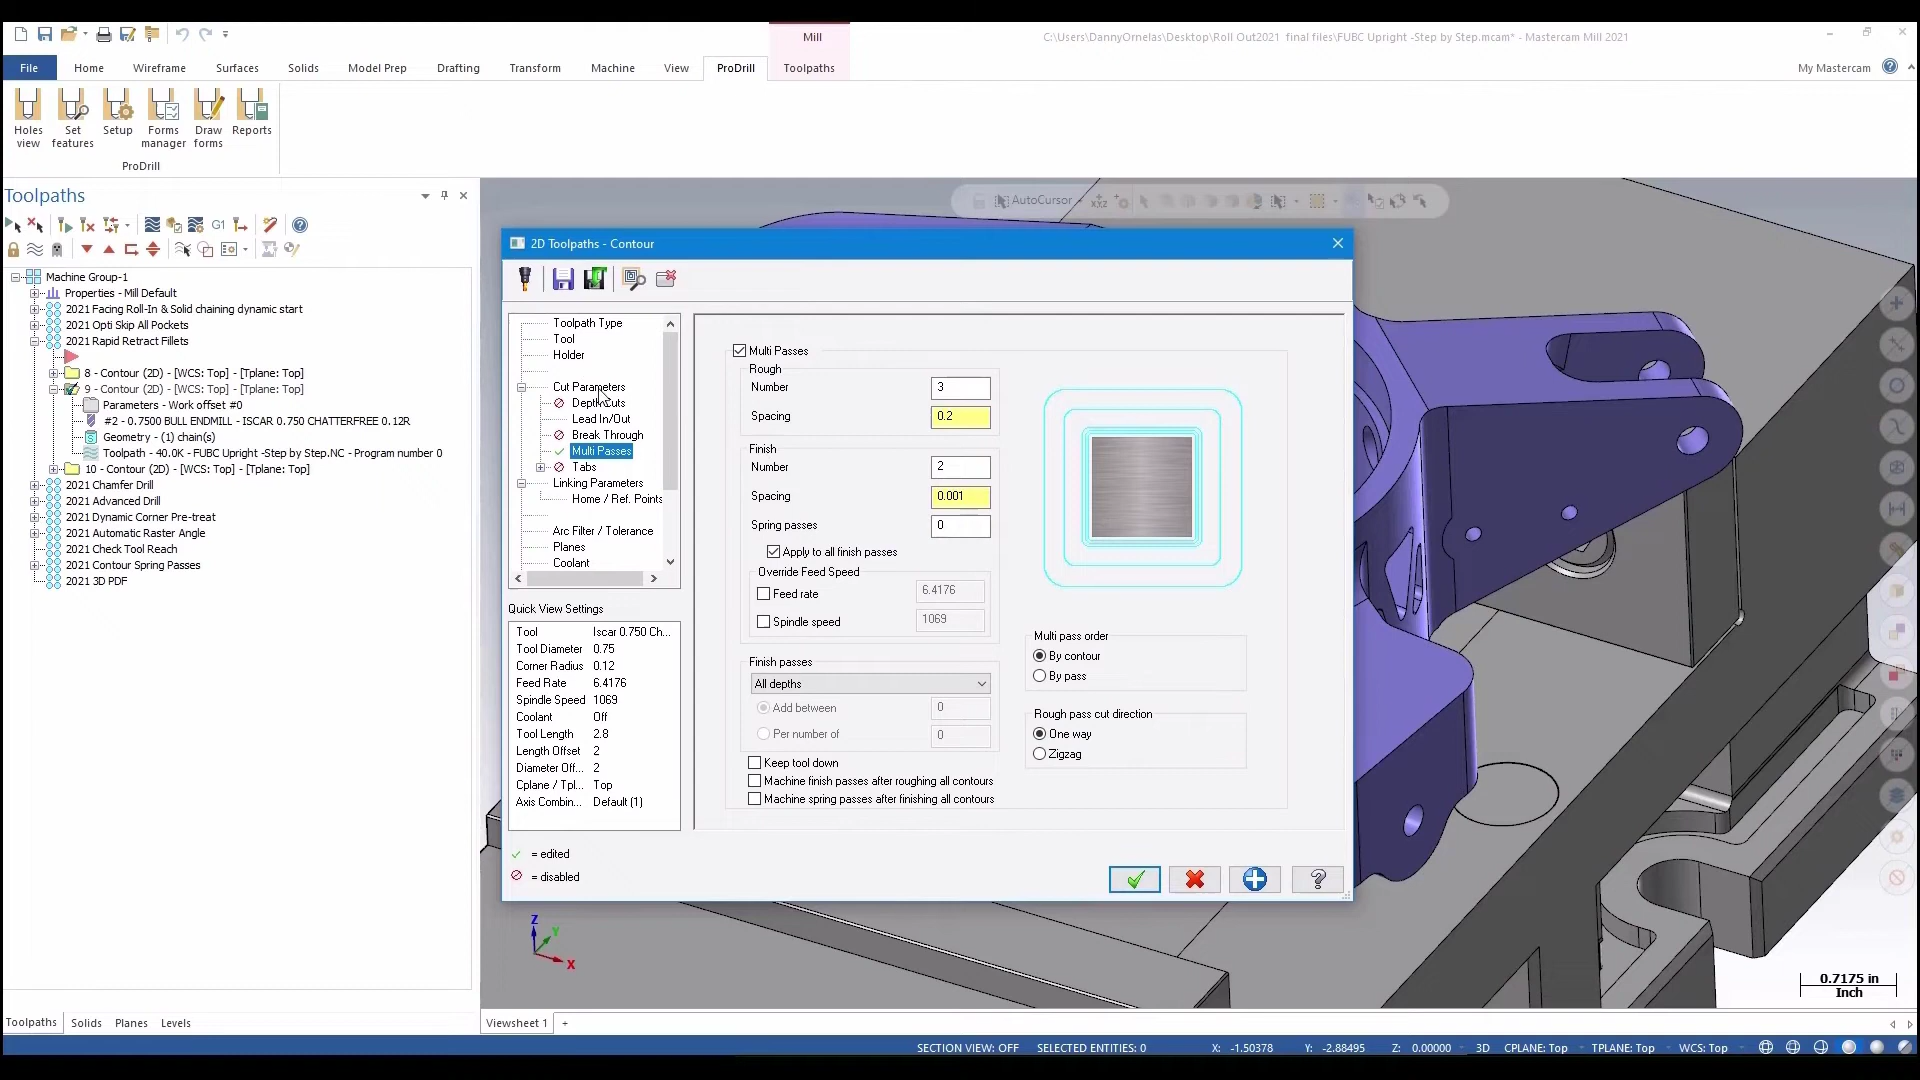 Mill
C:\Users\DannyOrnelas\Desktop\Roll Out2021 final files\FUBC Upright -Step by Step.mcam* - Mastercam Mill 2021
File Home Wireframe Surfaces Solids Model Prep Drafting Transform Machine View ProDrill Toolpaths My Mastercam
Holes view
Set features
Setup
Forms manager
Draw forms
Reports
ProDrill
Toolpaths
G1
AutoCursor
Machine Group-1
Properties - Mill Default
2021 Facing Roll-In & Solid chaining dynamic start
2021 Opti Skip All Pockets
2021 Rapid Retract Fillets
8 - Contour (2D) - [WCS: Top] - [Tplane: Top]
9 - Contour (2D) - [WCS: Top] - [Tplane: Top]
Parameters - Work offset #0
#2 - 0.7500 BULL ENDMILL - ISCAR 0.750 CHATTERFREE 0.12R
Geometry - (1) chain(s)
Toolpath - 40.0K - FUBC Upright -Step by Step.NC - Program number 0
10 - Contour (2D) - [WCS: Top] - [Tplane: Top]
2021 Chamfer Drill
2021 Advanced Drill
2021 Dynamic Corner Pre-treat
2021 Automatic Raster Angle
2021 Check Tool Reach
2021 Contour Spring Passes
2021 3D PDF
2D Toolpaths - Contour
Toolpath Type
Tool
Holder
Cut Parameters
Depth Cuts
Lead In/Out
Break Through
Multi Passes
Tabs
Linking Parameters
Home / Ref. Points
Arc Filter / Tolerance
Planes
Coolant
Quick View Settings
Tool Iscar 0.750 Ch...
Tool Diameter 0.75
Corner Radius 0.12
Feed Rate 6.4176
Spindle Speed 1069
Coolant Off
Tool Length 2.8
Length Offset 2
Diameter Off... 2
Cplane / Tpl... Top
Axis Combin... Default (1)
= edited
= disabled
Multi Passes
Rough
Number 3
Spacing 0.2
Finish
Number 2
Spacing 0.001
Spring passes 0
Apply to all finish passes
Override Feed Speed
Feed rate 6.4176
Spindle speed 1069
Finish passes
All depths
Add between 0
Per number of 0
Keep tool down
Machine finish passes after roughing all contours
Machine spring passes after finishing all contours
Multi pass order
By contour
By pass
Rough pass cut direction
One way
Zigzag
Z
Y
X
0.7175 in
Inch
Toolpaths Solids Planes Levels
Viewsheet 1 +
SECTION VIEW: OFF SELECTED ENTITIES: 0 X: -1.50378 Y: -2.88495 Z: 0.00000 3D CPLANE: Top TPLANE: Top WCS: Top